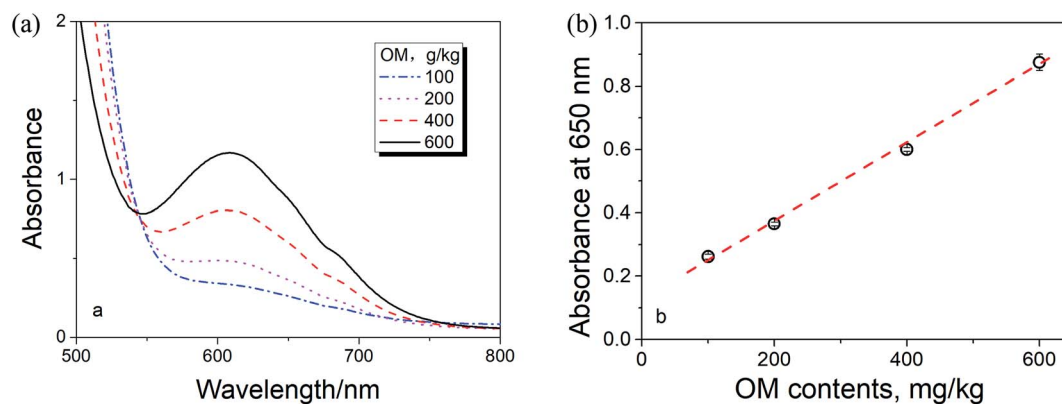 (a)
2
1
0
500
600
700
800
Absorbance
Wavelength/nm
OM，g/kg
100
200
400
600
a
(b)
1.0
0.8
0.6
0.4
0.2
0.0
0
200
400
600
Absorbance at 650 nm
OM contents, mg/kg
b